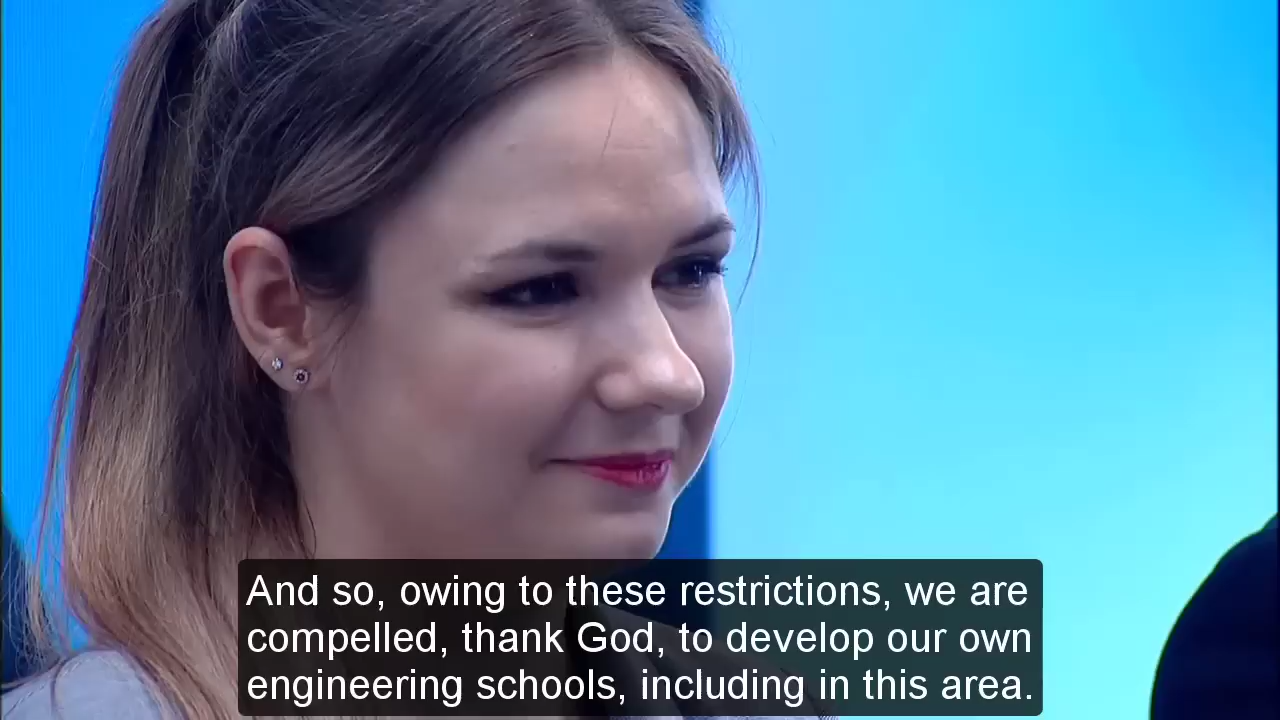 And so, owing to these restrictions, we are
compelled, thank God, to develop our own
engineering schools, including in this area.